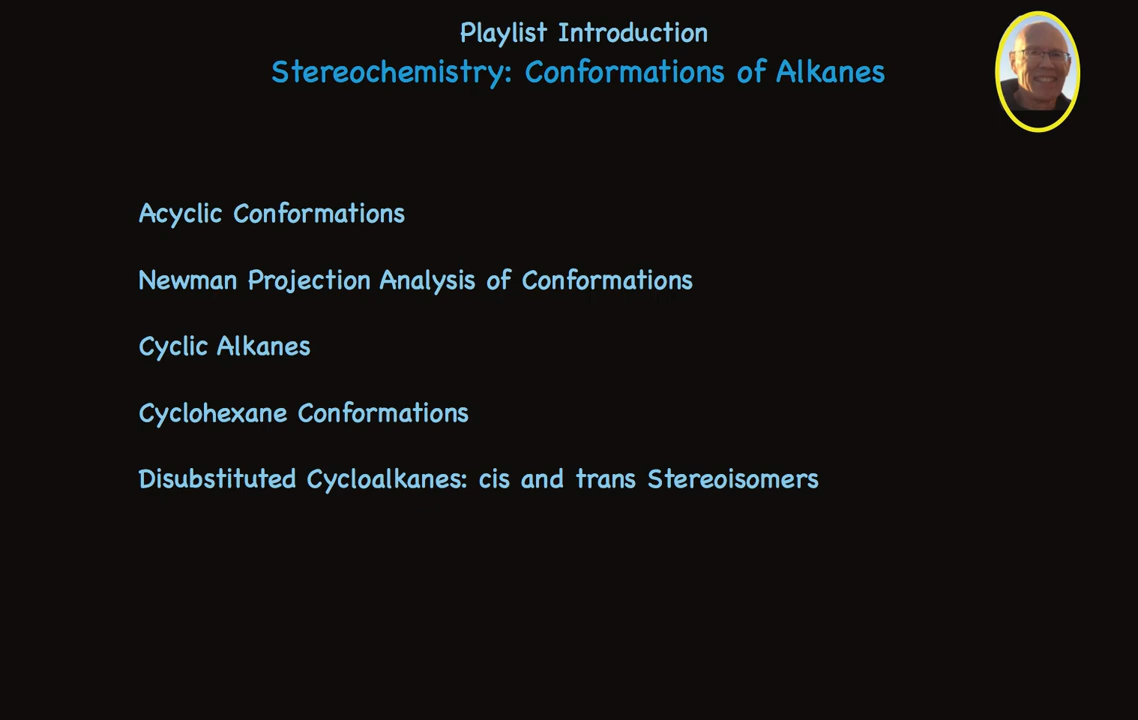 Playlist Introduction
Stereochemistry: Conformations of Alkanes
Acyclic Conformations
Newman Projection Analysis of Conformations
Cyclic Alkanes
Cyclohexane Conformations
Disubstituted Cycloalkanes: cis and trans Stereoisomers